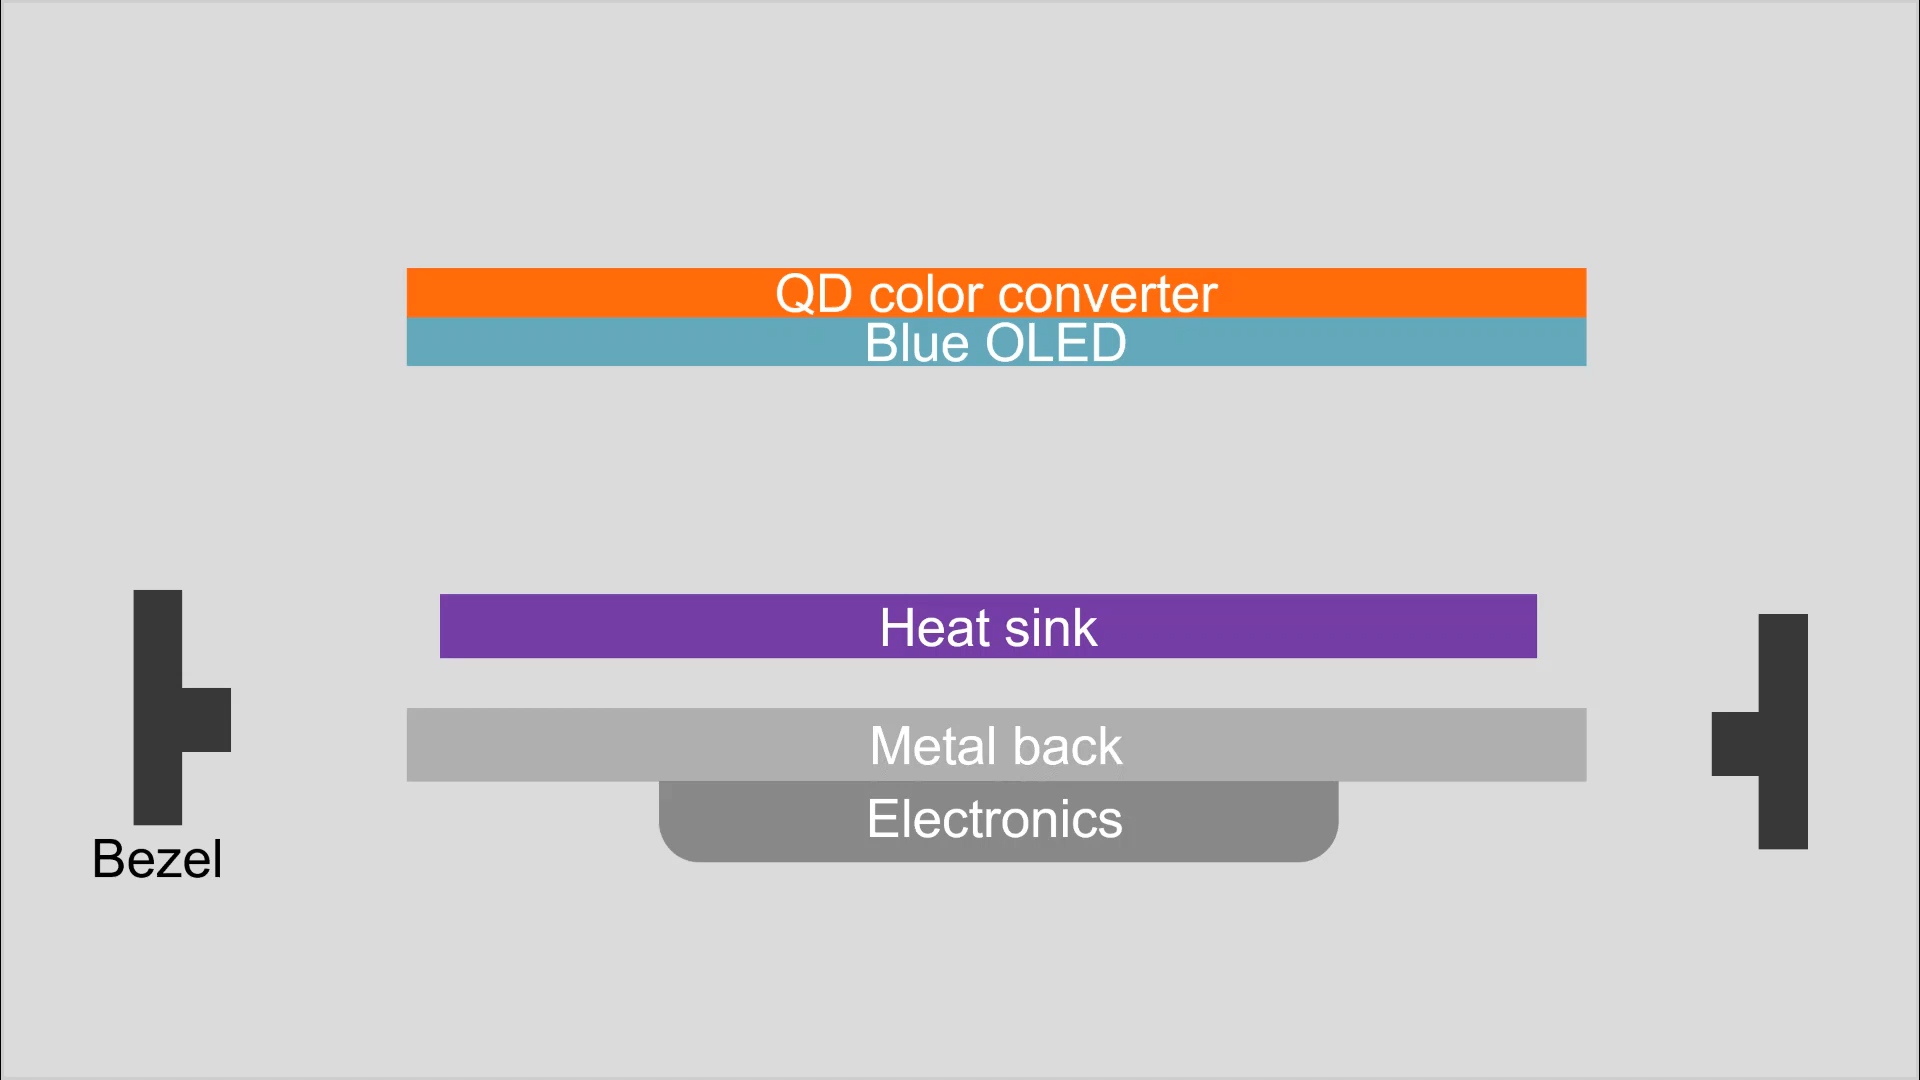 QD color converter
Blue OLED
Heat sink
Metal back
Electronics
Bezel